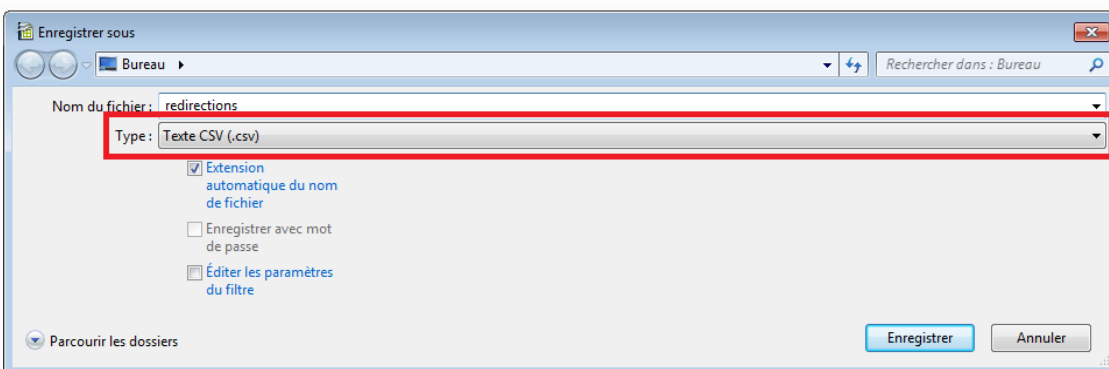 Enregistrer sous
Bureau
Rechercher dans : Bureau
Nom du fichier : redirections
Type : Texte CSV (.csv)
Extension
automatique du nom
de fichier
Enregistrer avec mot
de passe
Éditer les paramètres
du filtre
Parcourir les dossiers
Enregistrer
Annuler